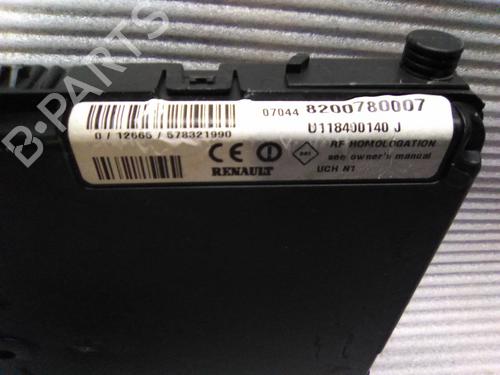 07044 8200780007
0 / 12665 / 578321990
U118400140 J
RF HOMOLOGATION
see owner's manual
CE
RENAULT
UCH N1
B-PARTS